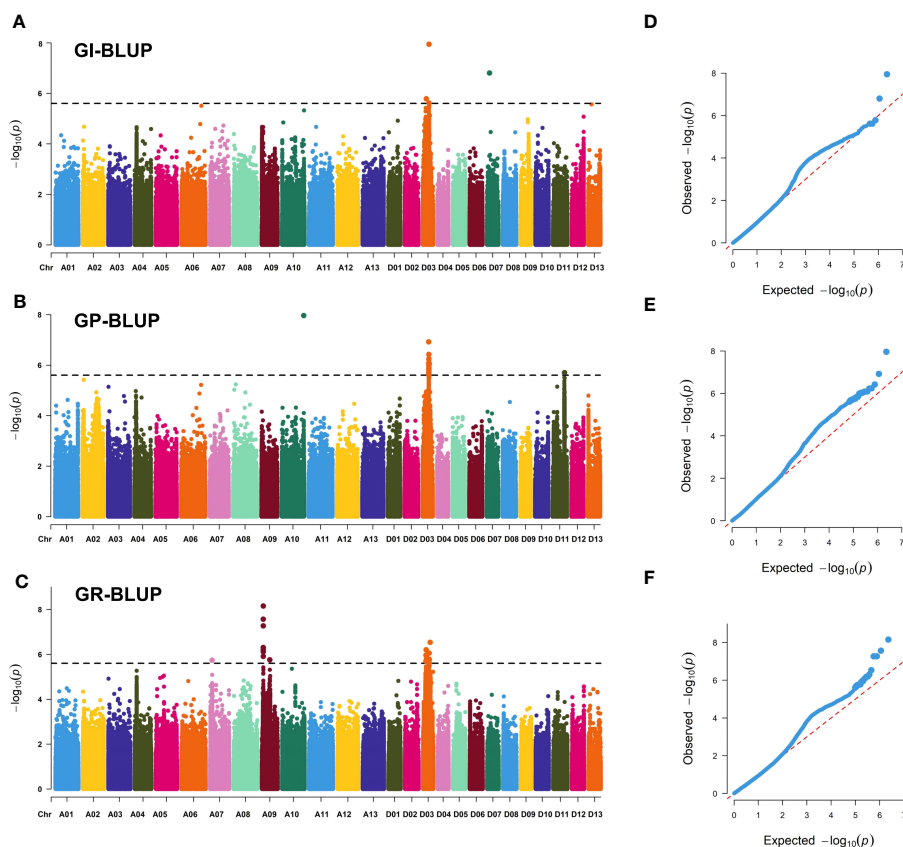 A
GI-BLUP
8
6
4
2
0
−log10(p)
Chr A01 A02 A03 A04 A05 A06 A07 A08 A09 A10 A11 A12 A13 D01 D02 D03 D04 D05 D06 D07 D08 D09 D10 D11 D12 D13
D
8
6
4
2
0
Observed −log10(p)
0 1 2 3 4 5 6 7
Expected −log10(p)
B
GP-BLUP
8
6
4
2
0
−log10(p)
Chr A01 A02 A03 A04 A05 A06 A07 A08 A09 A10 A11 A12 A13 D01 D02 D03 D04 D05 D06 D07 D08 D09 D10 D11 D12 D13
E
8
6
4
2
0
Observed −log10(p)
0 1 2 3 4 5 6 7
Expected −log10(p)
C
GR-BLUP
8
6
4
2
0
−log10(p)
Chr A01 A02 A03 A04 A05 A06 A07 A08 A09 A10 A11 A12 A13 D01 D02 D03 D04 D05 D06 D07 D08 D09 D10 D11 D12 D13
F
8
6
4
2
0
Observed −log10(p)
0 1 2 3 4 5 6 7
Expected −log10(p)